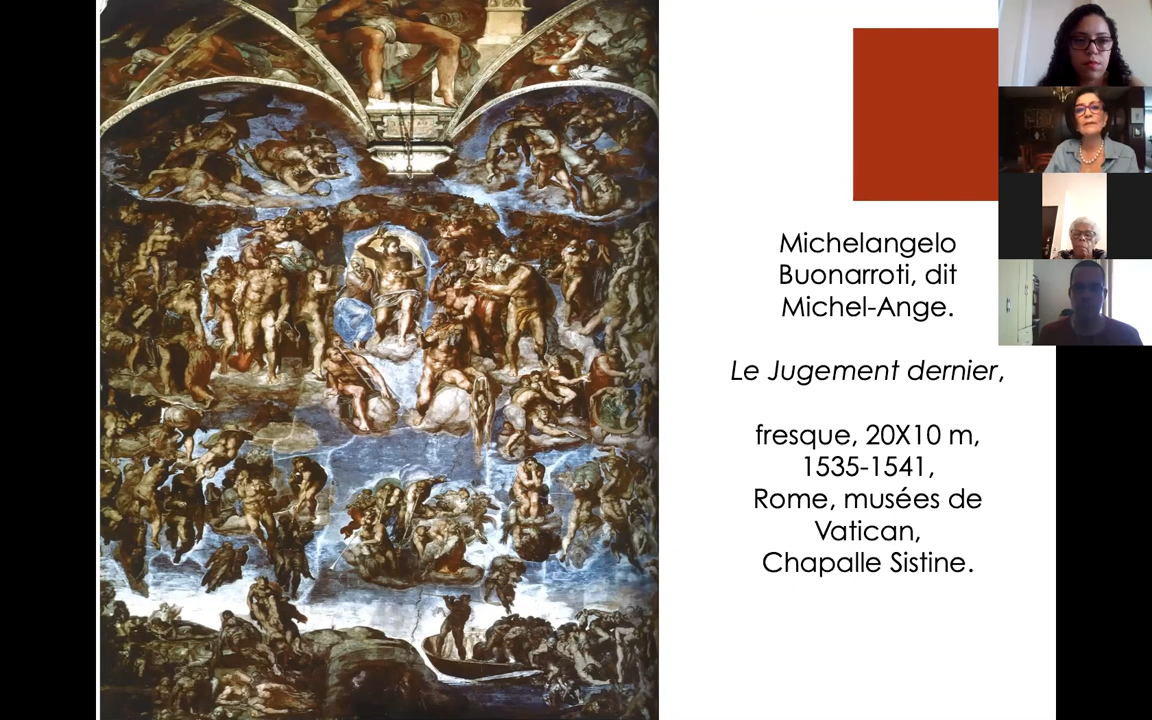 Michelangelo
Buonarroti, dit
Michel-Ange.
Le Jugement dernier,
fresque, 20X10 m,
1535-1541,
Rome, musées de
Vatican,
Chapalle Sistine.